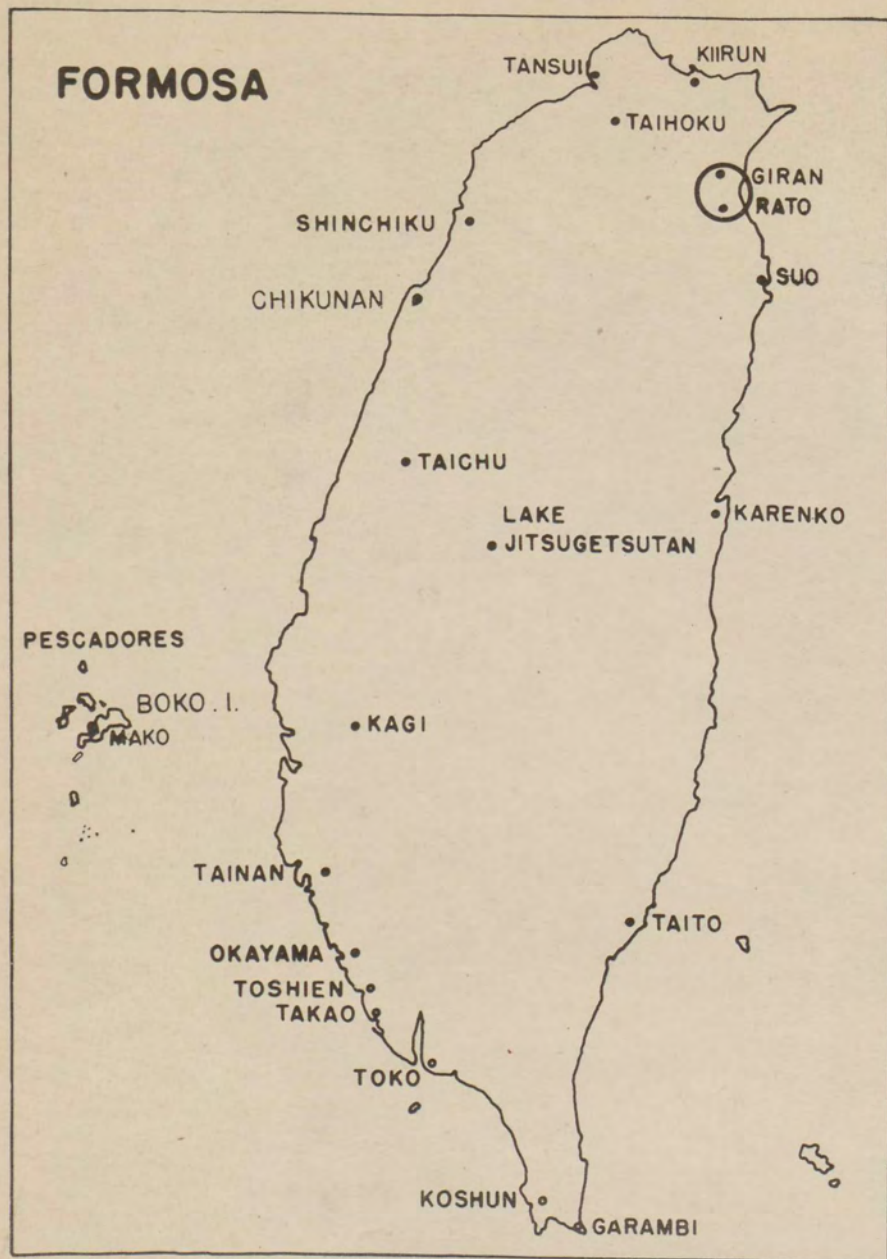 FORMOSA
TANSUI
KIIRUN
TAIHOKU
GIRAN
RATO
SHINCHIKU
SUO
CHIKUNAN
TAICHU
LAKE
JITSUGETSUTAN
KARENKO
PESCADORES
BOKO . I.
MAKO
KAGI
TAINAN
TAITO
OKAYAMA
TOSHIEN
TAKAO
TOKO
KOSHUN
GARAMBI